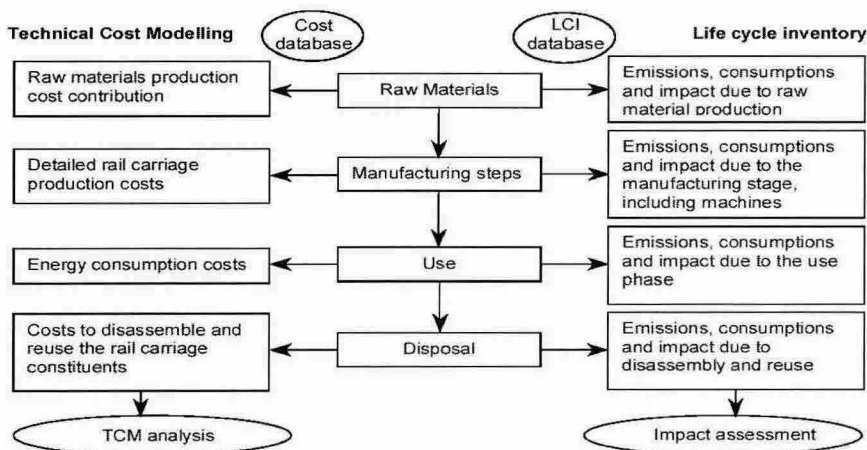 Technical Cost Modelling
Cost
database
LCI
database
Life cycle inventory
Raw materials production
cost contribution
Raw Materials
Emissions, consumptions
and impact due to raw
material production
Detailed rail carriage
production costs
Manufacturing steps
Emissions, consumptions
and impact due to the
manufacturing stage,
including machines
Energy consumption costs
Use
Emissions, consumptions
and impact due to the use
phase
Costs to disassemble and
reuse the rail carriage
constituents
Disposal
Emissions, consumptions
and impact due to
disassembly and reuse
TCM analysis
Impact assessment